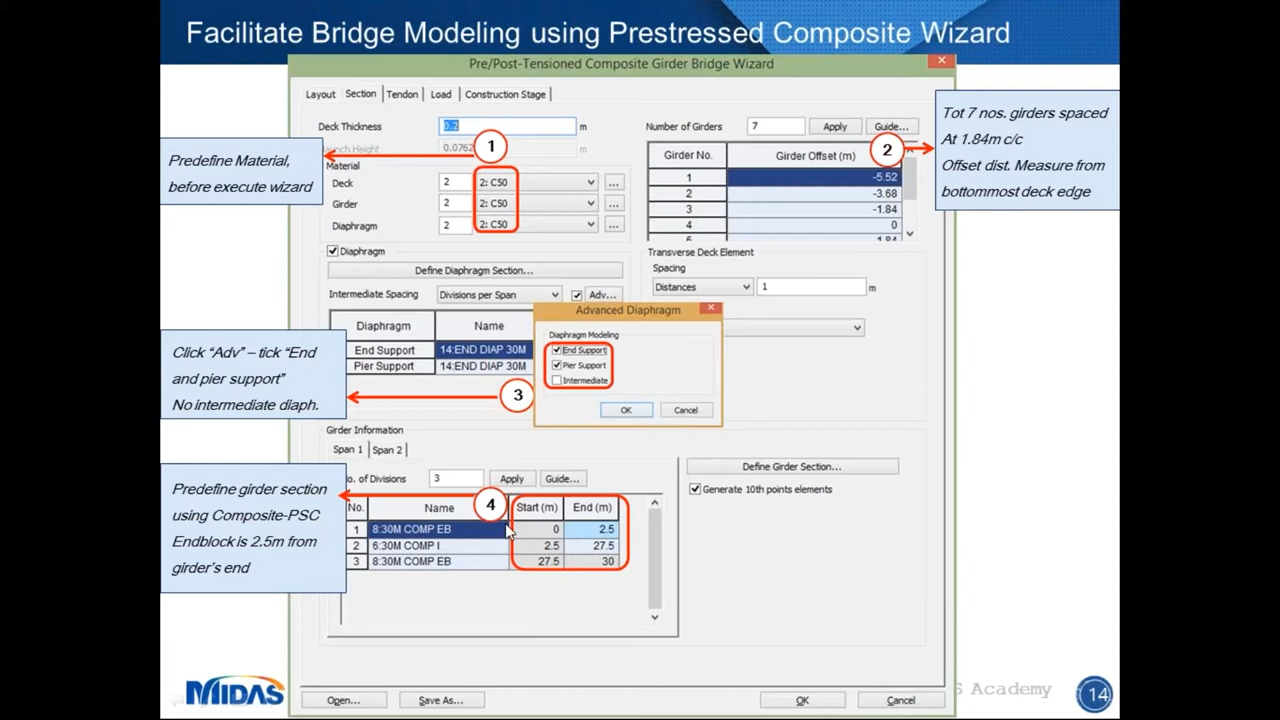 Facilitate Bridge Modeling using Prestressed Composite Wizard
Pre/Post-Tensioned Composite Girder Bridge Wizard
Layout Section Tendon Load Construction Stage
Deck Thickness 0.2 m
Number of Girders 7 Apply Guide...
Haunch Height 0.0762 m
Material
Deck 2 2: C50 ...
Girder 2 2: C50 ...
Diaphragm 2 2: C50 ...
Girder No. Girder Offset (m)
1 -5.52
2 -3.68
3 -1.84
4 0
5 1.84
1
2
Predefine Material,
before execute wizard
Tot 7 nos. girders spaced
At 1.84m c/c
Offset dist. Measure from
bottommost deck edge
Diaphragm
Define Diaphragm Section...
Intermediate Spacing Divisions per Span Adv...
Transverse Deck Element
Spacing
Distances 1 m
Diaphragm Name
End Support 14:END DIAP 30M
Pier Support 14:END DIAP 30M
Advanced Diaphragm
Diaphragm Modeling
End Support
Pier Support
Intermediate
OK Cancel
Click “Adv” – tick “End
and pier support”
No intermediate diaph.
3
Girder Information
Span 1 Span 2
No. of Divisions 3 Apply Guide...
Define Girder Section...
Generate 10th points elements
4
No. Name Start (m) End (m)
1 8:30M COMP EB 0 2.5
2 6:30M COMP I 2.5 27.5
3 8:30M COMP EB 27.5 30
Predefine girder section
using Composite-PSC
Endblock is 2.5m from
girder's end
Open... Save As... OK Cancel
MIDAS
S Academy
14